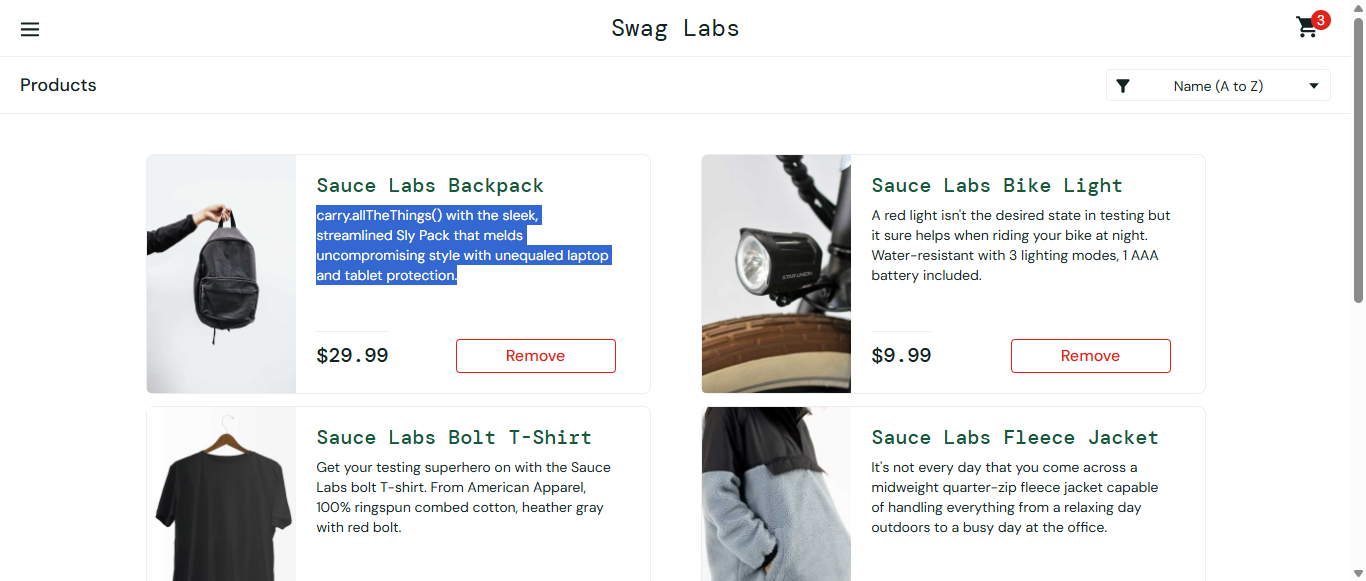 Swag Labs
3
Products
Name (A to Z)
Sauce Labs Backpack
carry.allTheThings() with the sleek,
streamlined Sly Pack that melds
uncompromising style with unequaled laptop
and tablet protection.
$29.99
Remove
Sauce Labs Bike Light
A red light isn't the desired state in testing but
it sure helps when riding your bike at night.
Water-resistant with 3 lighting modes, 1 AAA
battery included.
$9.99
Remove
STAR UNION
Sauce Labs Bolt T-Shirt
Get your testing superhero on with the Sauce
Labs bolt T-shirt. From American Apparel,
100% ringspun combed cotton, heather gray
with red bolt.
Sauce Labs Fleece Jacket
It's not every day that you come across a
midweight quarter-zip fleece jacket capable
of handling everything from a relaxing day
outdoors to a busy day at the office.